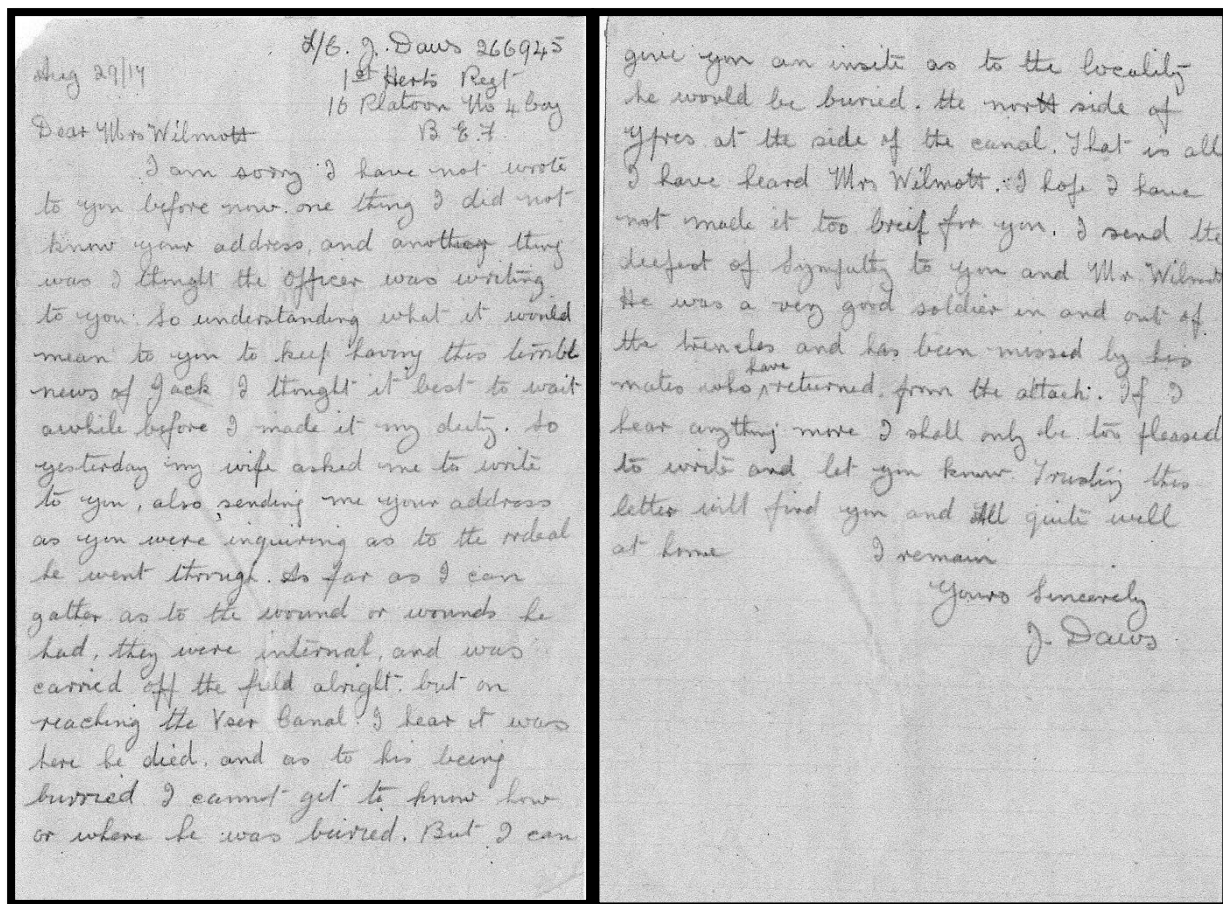 L/C. J. Daws 266945
Aug 29/17
1st Herts Regt
16 Platoon No 4 Coy
Dear Mrs Wilmott
B E F
I am sorry I have not wrote
to you before now. one thing I did not
know your address, and another thing
was I thought the Officer was writing
to you. So understanding what it would
mean to you to keep having this terrible
news of Jack I thought it best to wait
awhile before I made it my deuty. So
yesterday my wife asked me to write
to you, also sending me your address
as you were inquiring as to the ordeal
he went through. As far as I can
gather as to the wound or wounds he
had, they were internal, and was
carried off the field alright. but on
reaching the Yser Canal I hear it was
here he died. and as to his being
burried I cannot get to know how
or where he was buried. But I can
give you an insite as to the locality
he would be buried. the north side of
Ypres at the side of the canal. That is all
I have heard Mrs Wilmott. I hope I have
not made it too breif for you. I send the
deepest of Sympathy to you and Mr Wilmott
He was a very good soldier in and out of
the trenches and has been missed by his
mates who have returned from the attack. If I
hear anything more I shall only be too pleased
to write and let you know. Trusting this
letter will find you and All quite well
at home I remain
Yours Sincerely
J. Daws